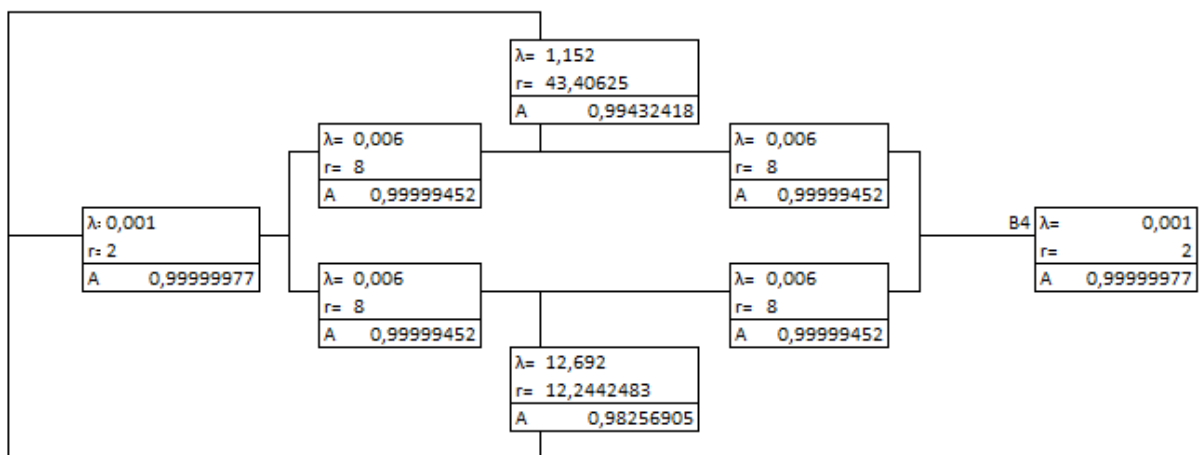 λ= 1,152
r= 43,40625
A 0,99432418
λ= 0,006
r= 8
A 0,99999452
λ= 0,006
r= 8
A 0,99999452
λ= 0,001
r= 2
A 0,99999977
B4 λ= 0,001
r= 2
A 0,99999977
λ= 0,006
r= 8
A 0,99999452
λ= 0,006
r= 8
A 0,99999452
λ= 12,692
r= 12,2442483
A 0,98256905